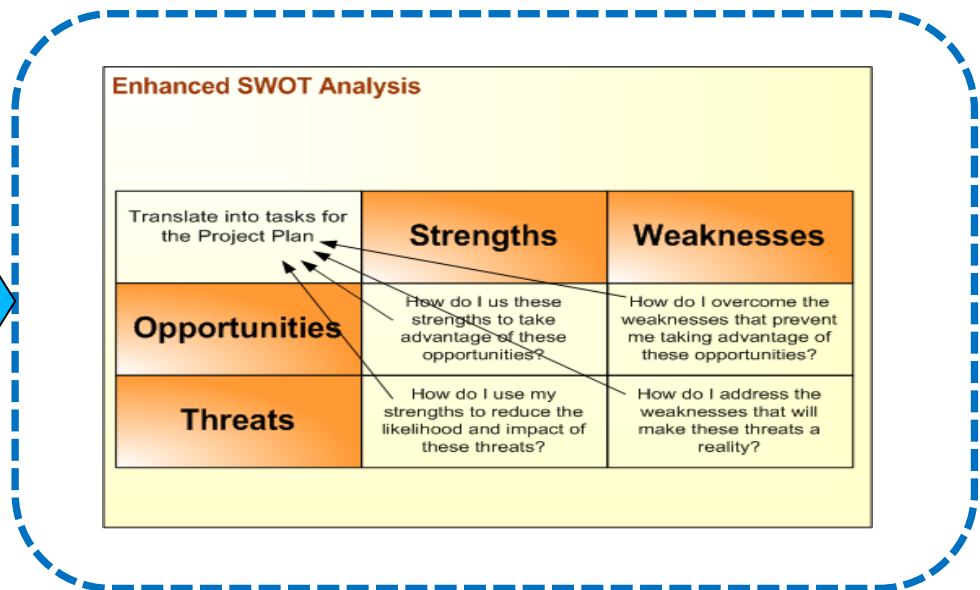 Enhanced SWOT Analysis
Translate into tasks for
the Project Plan
Strengths
Weaknesses
Opportunities
How do I us these
strengths to take
advantage of these
opportunities?
How do I overcome the
weaknesses that prevent
me taking advantage of
these opportunities?
Threats
How do I use my
strengths to reduce the
likelihood and impact of
these threats?
How do I address the
weaknesses that will
make these threats a
reality?